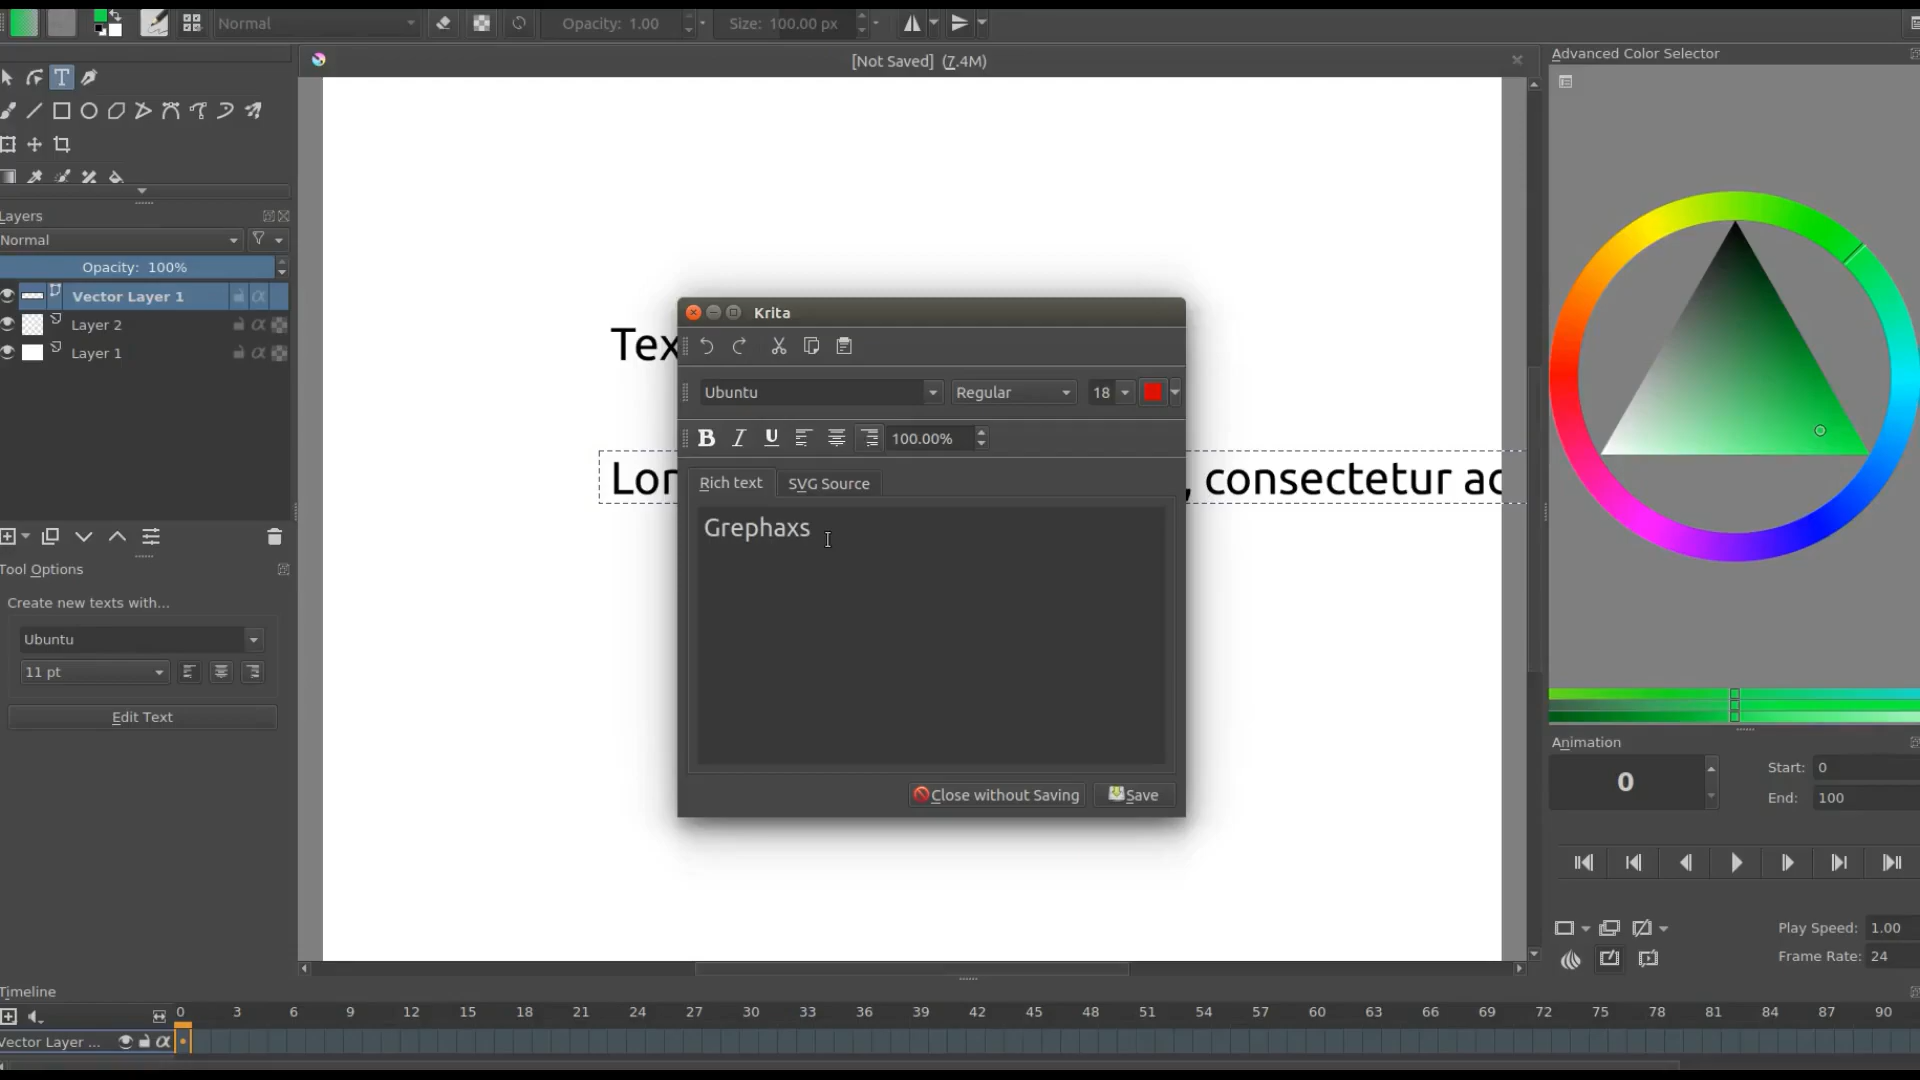 Normal
Opacity: 1.00
Size: 100.00 px
[Not Saved] (7.4M)
Advanced Color Selector
Layers
Normal
Opacity: 100%
Vector Layer 1
Layer 2
Layer 1
Tool Options
Create new texts with...
Ubuntu
11 pt
Edit Text
Tex
Lor
, consectetur ac
Krita
Ubuntu
Regular
18
B I U
100.00%
Rich text
SVG Source
Grephaxs
Close without Saving
Save
Animation
0
Start: 0
End: 100
Play Speed: 1.00
Frame Rate: 24
Timeline
0 3 6 9 12 15 18 21 24 27 30 33 36 39 42 45 48 51 54 57 60 63 66 69 72 75 78 81 84 87 90
Vector Layer ...